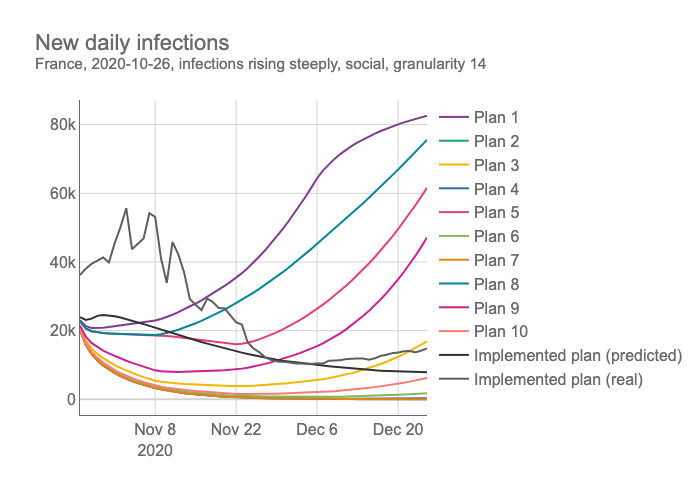 New daily infections
France, 2020-10-26, infections rising steeply, social, granularity 14
80k
60k
40k
20k
0
Nov 8
2020
Nov 22
Dec 6
Dec 20
Plan 1
Plan 2
Plan 3
Plan 4
Plan 5
Plan 6
Plan 7
Plan 8
Plan 9
Plan 10
Implemented plan (predicted)
Implemented plan (real)